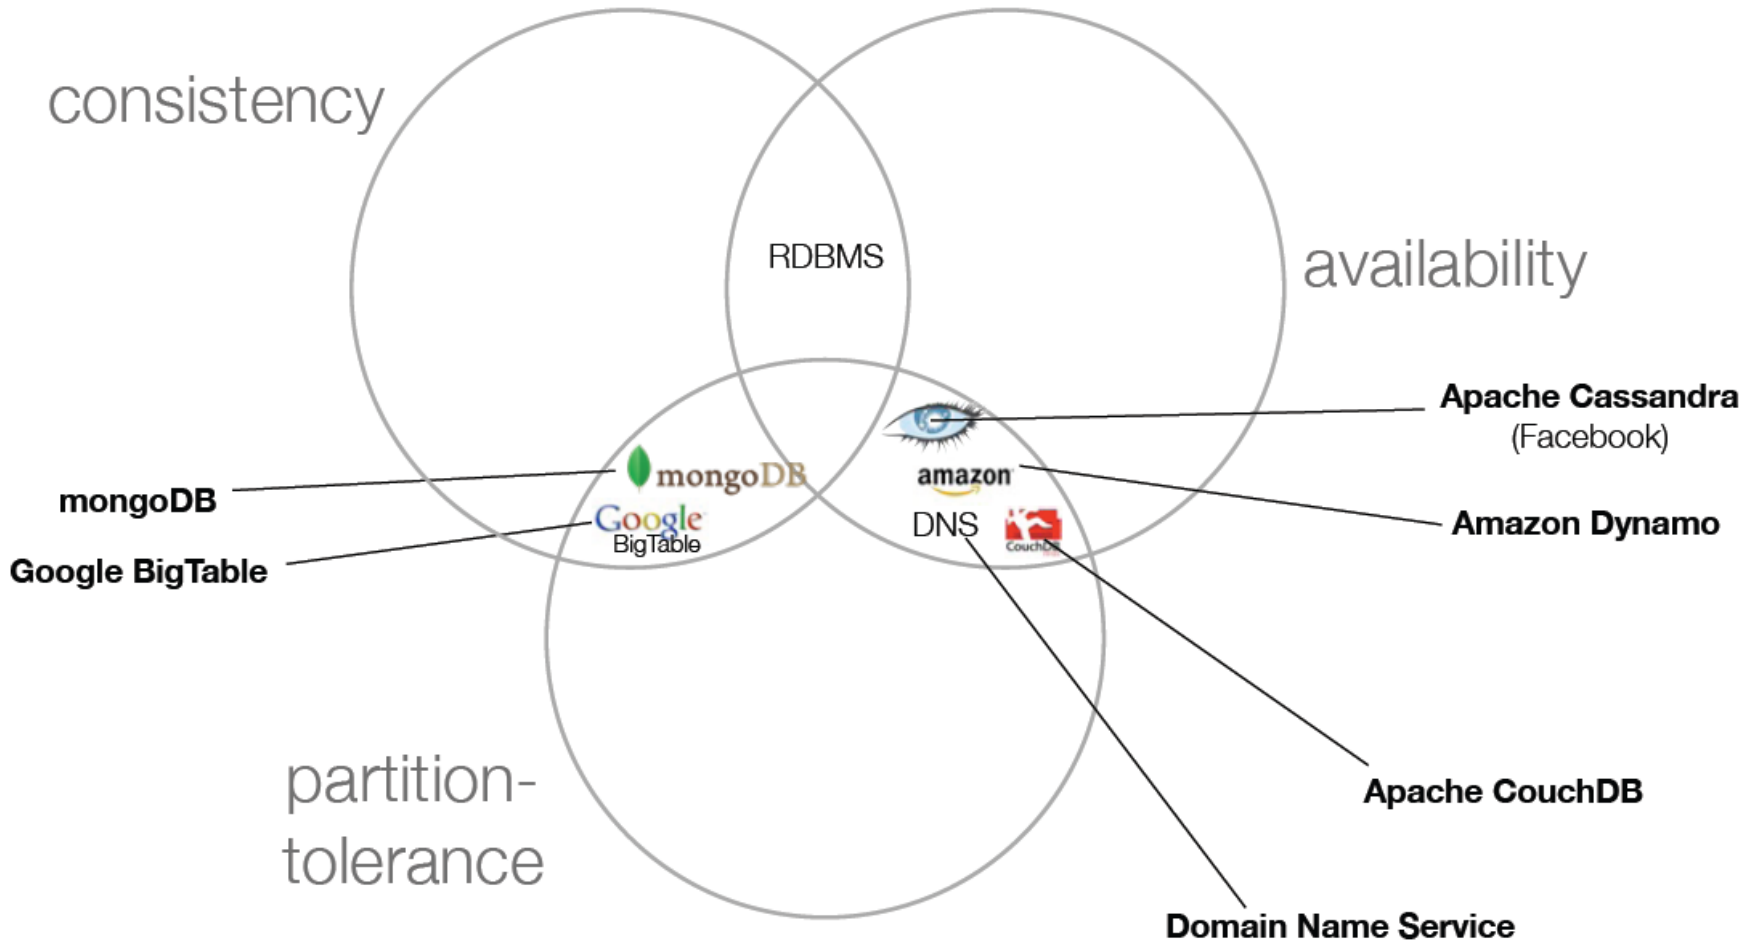 consistency
availability
RDBMS
Apache Cassandra
(Facebook)
mongoDB
amazon
mongoDB
Google
BigTable
DNS
CouchDB
Amazon Dynamo
Google BigTable
partition-
tolerance
Apache CouchDB
Domain Name Service